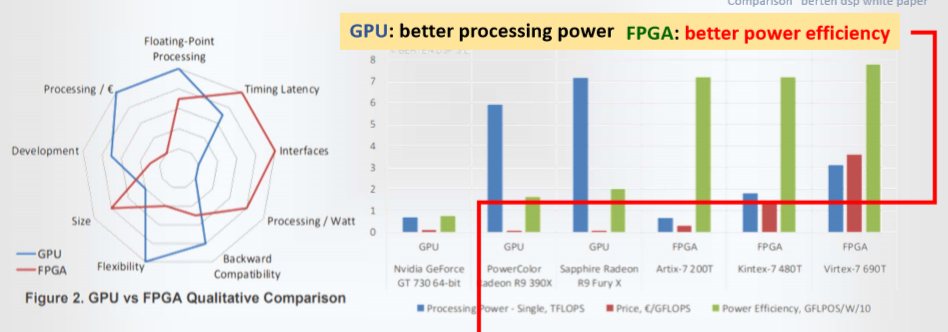 Comparison berten dsp white paper
GPU: better processing power FPGA: better power efficiency
Floating-Point
Processing
Processing / €
Timing Latency
Development
Interfaces
Size
Processing / Watt
Flexibility
Backward
Compatibility
GPU
FPGA
Figure 2. GPU vs FPGA Qualitative Comparison
8
7
6
5
4
3
2
1
0
GPU GPU GPU FPGA FPGA FPGA
Nvidia GeForce PowerColor Sapphire Radeon Artix-7 200T Kintex-7 480T Virtex-7 690T
GT 730 64-bit adeon R9 390X R9 Fury X
Processing Power - Single, TFLOPS Price, €/GFLOPS Power Efficiency, GFLPOS/W/10